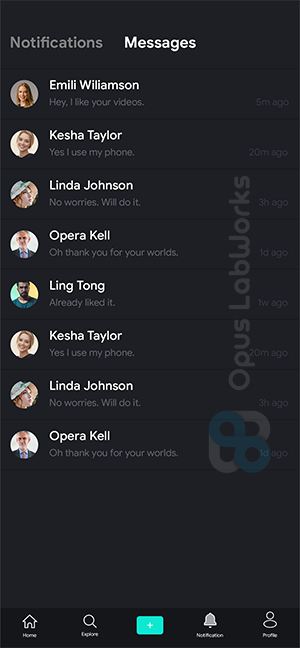 Notifications Messages
Emili Wiliamson
Hey, I like your videos. 5m ago
Kesha Taylor
Yes I use my phone. 20m ago
Linda Johnson
No worries. Will do it. 3h ago
Opera Kell
Oh thank you for your worlds. 1d ago
Ling Tong
Already liked it. 1w ago
Kesha Taylor
Yes I use my phone. 20m ago
Linda Johnson
No worries. Will do it. 3h ago
Opera Kell
Oh thank you for your worlds. 1d ago
Opus LabWorks
Home Explore + Notification Profile